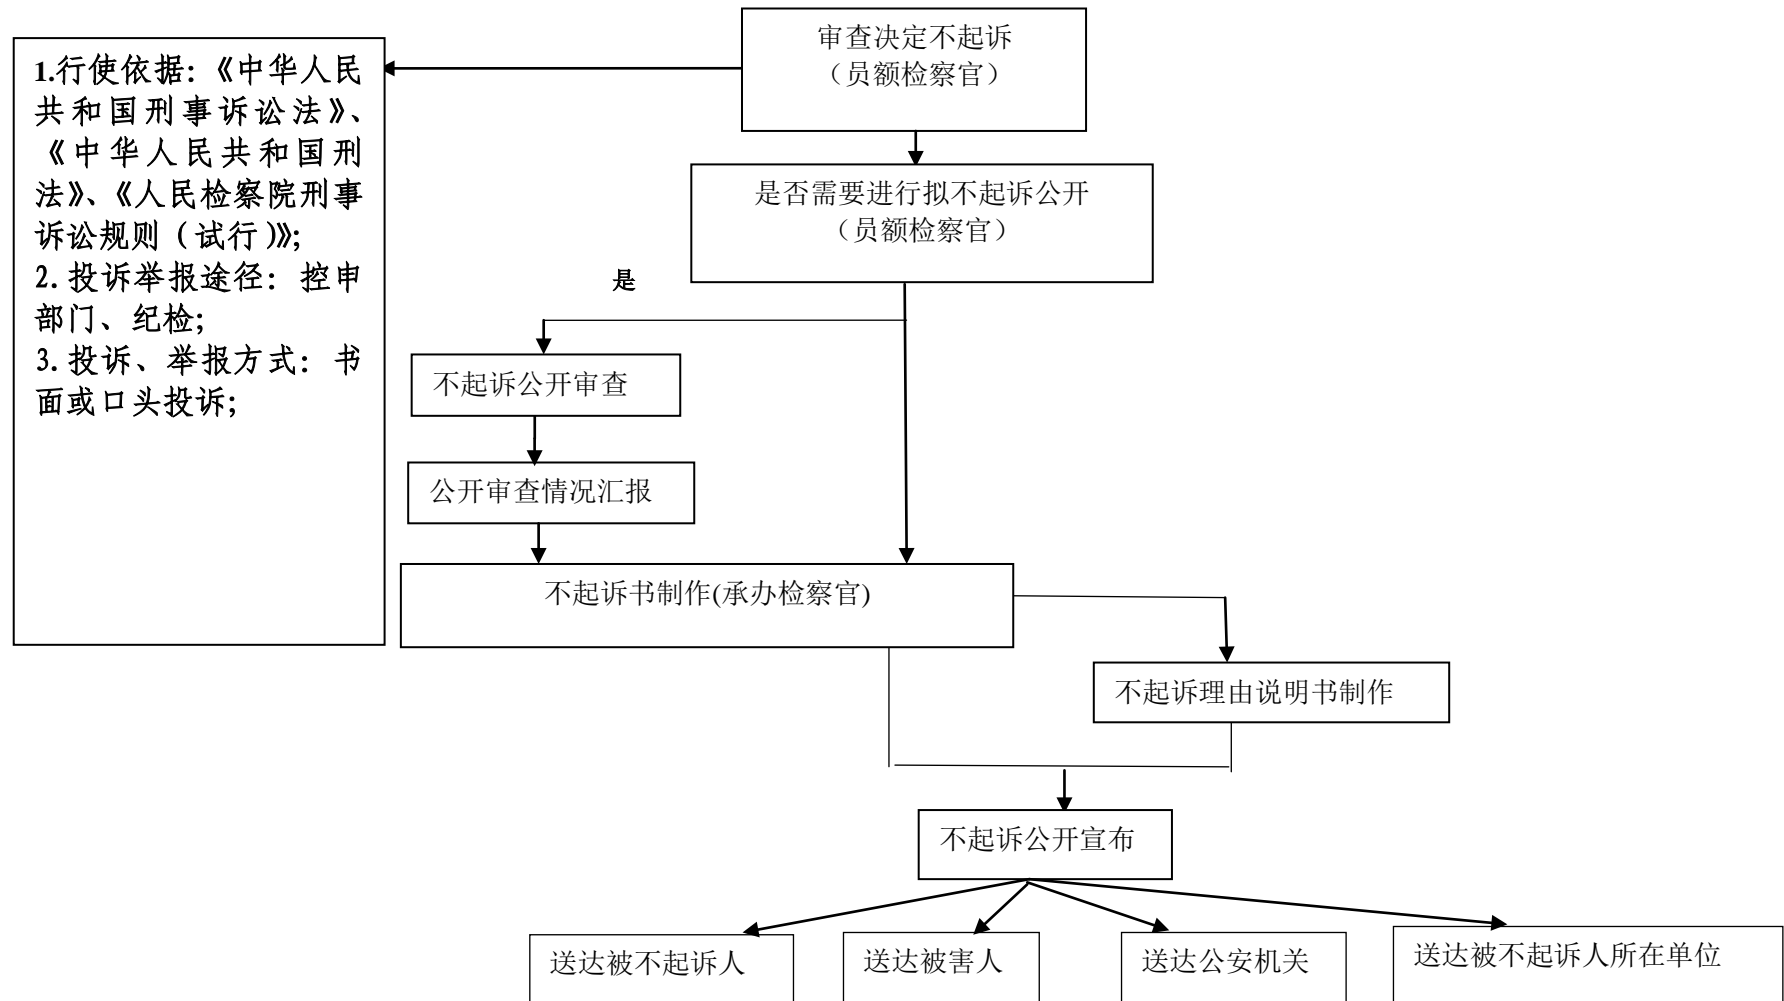 1.行使依据：《中华人民
共和国刑事诉讼法》、
《中华人民共和国刑
法》、《人民检察院刑事
诉讼规则（试行）》；
2.投诉举报途径：控申
部门、纪检；
3.投诉、举报方式：书
面或口头投诉；
审查决定不起诉
（员额检察官）
是否需要进行拟不起诉公开
（员额检察官）
是
不起诉公开审查
公开审查情况汇报
不起诉书制作(承办检察官)
不起诉理由说明书制作
不起诉公开宣布
送达被不起诉人
送达被害人
送达公安机关
送达被不起诉人所在单位